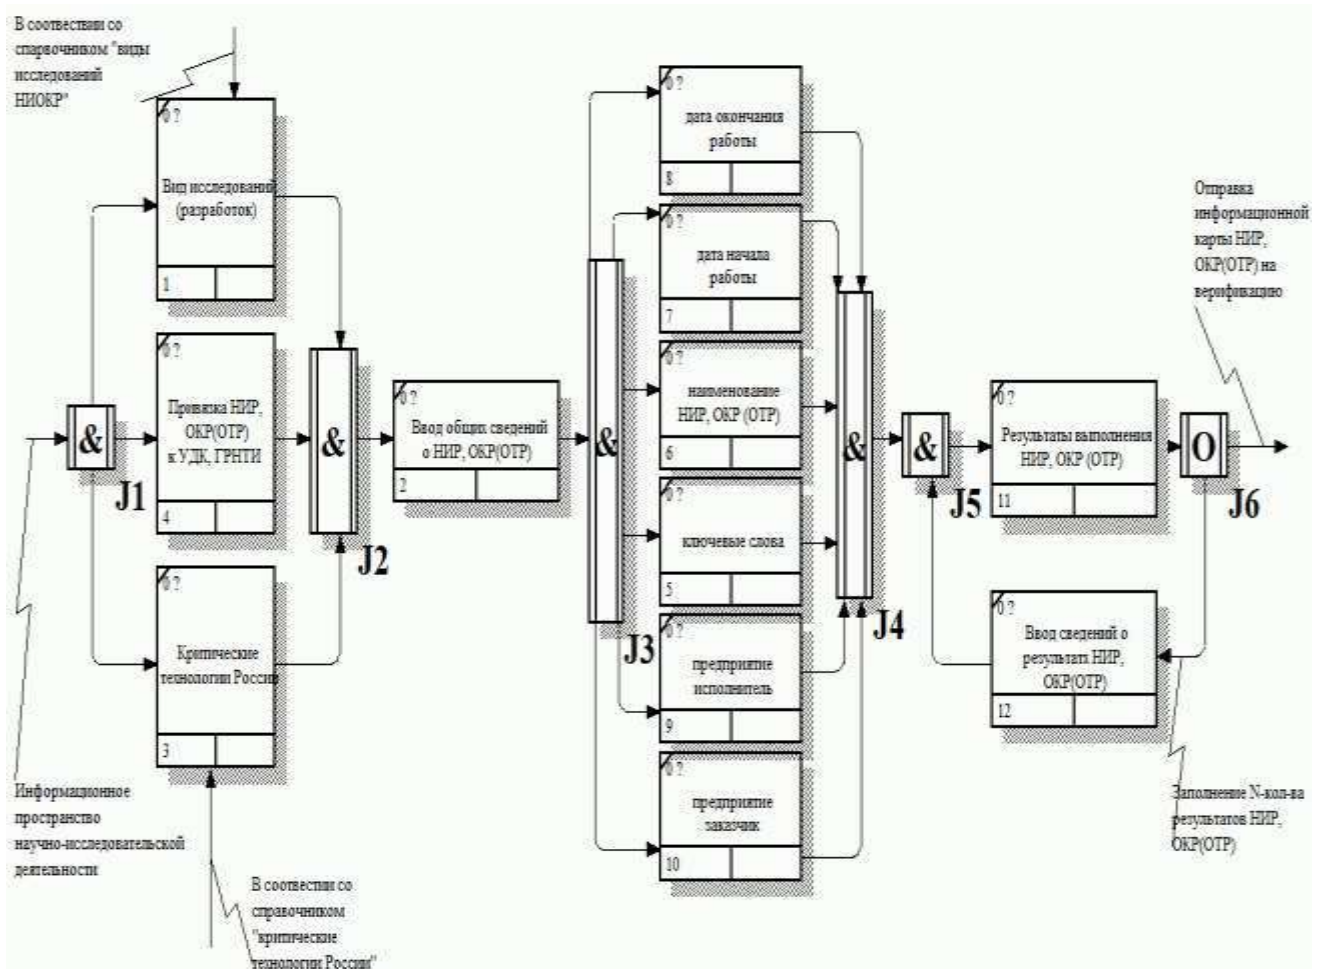 В соотвествии со
спарвочником "виды
исследований
НИОКР"
0 ?
Вид исследований
(разработок)
1
0 ?
Привязка НИР,
ОКР(ОТР)
к УДК, ГРНТИ
4
0 ?
Критические
технологии России
3
&
J1
&
J2
Информационное
пространство
научно-исследовательской
деятельности
В соотвестии со
справочником
"критические
технологии России"
0 ?
Ввод общих сведений
о НИР, ОКР(ОТР)
2
&
J3
0 ?
дата окончания
работы
8
0 ?
дата начала
работы
7
0 ?
наименование
НИР, ОКР (ОТР)
6
0 ?
ключевые слова
5
0 ?
предприятие
исполнитель
9
0 ?
предприятие
заказчик
10
&
J4
&
J5
0 ?
Результаты выполнения
НИР, ОКР (ОТР)
11
O
J6
0 ?
Ввод сведений о
результатх НИР,
ОКР(ОТР)
12
Отправка
информационной
карты НИР,
ОКР(ОТР) на
верификацию
Заполнение N-кол-ва
результатов НИР,
ОКР(ОТР)